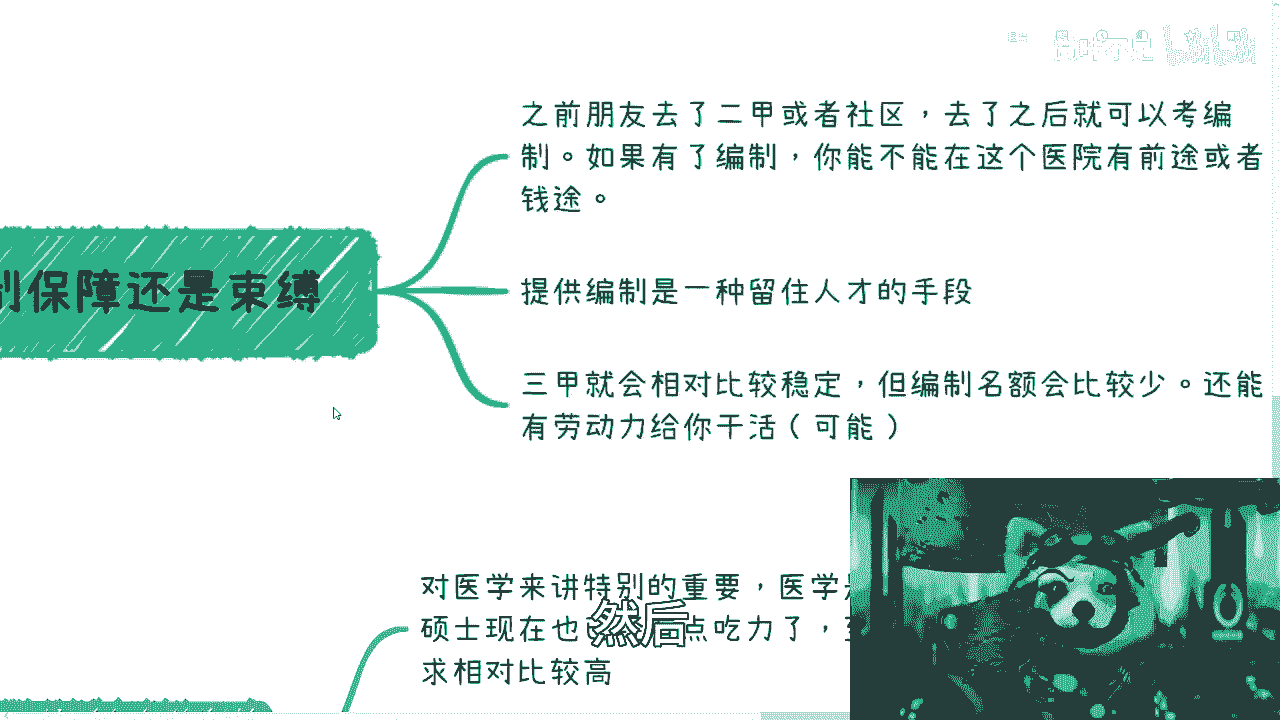 之前朋友去了二甲或者社区，去了之后就可以考编
制。如果有了编制，你能不能在这个医院有前途或者
钱途。
制保障还是束缚
提供编制是一种留住人才的手段
三甲就会相对比较稳定，但编制名额会比较少。还能
有劳动力给你干活（可能）
对医学来讲特别的重要，医学
硕士现在也 点吃力了，
求相对比较高
然后